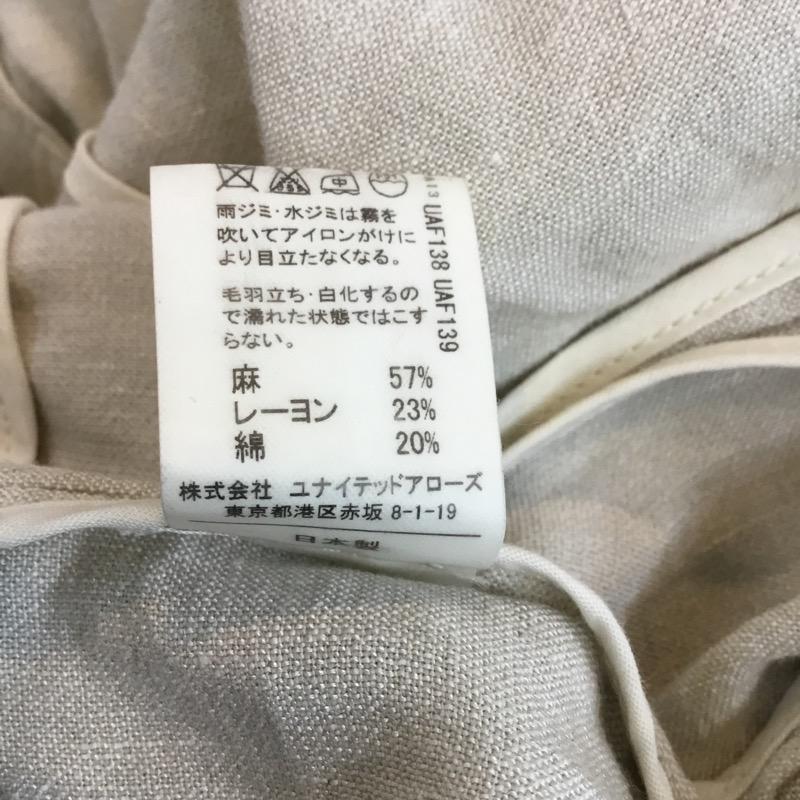 中
雨ジミ・水ジミは霧を
吹いてアイロンがけに
より目立たなくなる。
毛羽立ち・白化するの
で濡れた状態ではこす
らない。
麻 57%
レーヨン 23%
綿 20%
株式会社 ユナイテッドアローズ
東京都港区赤坂 8-1-19
日本製
UAF138 UAF139